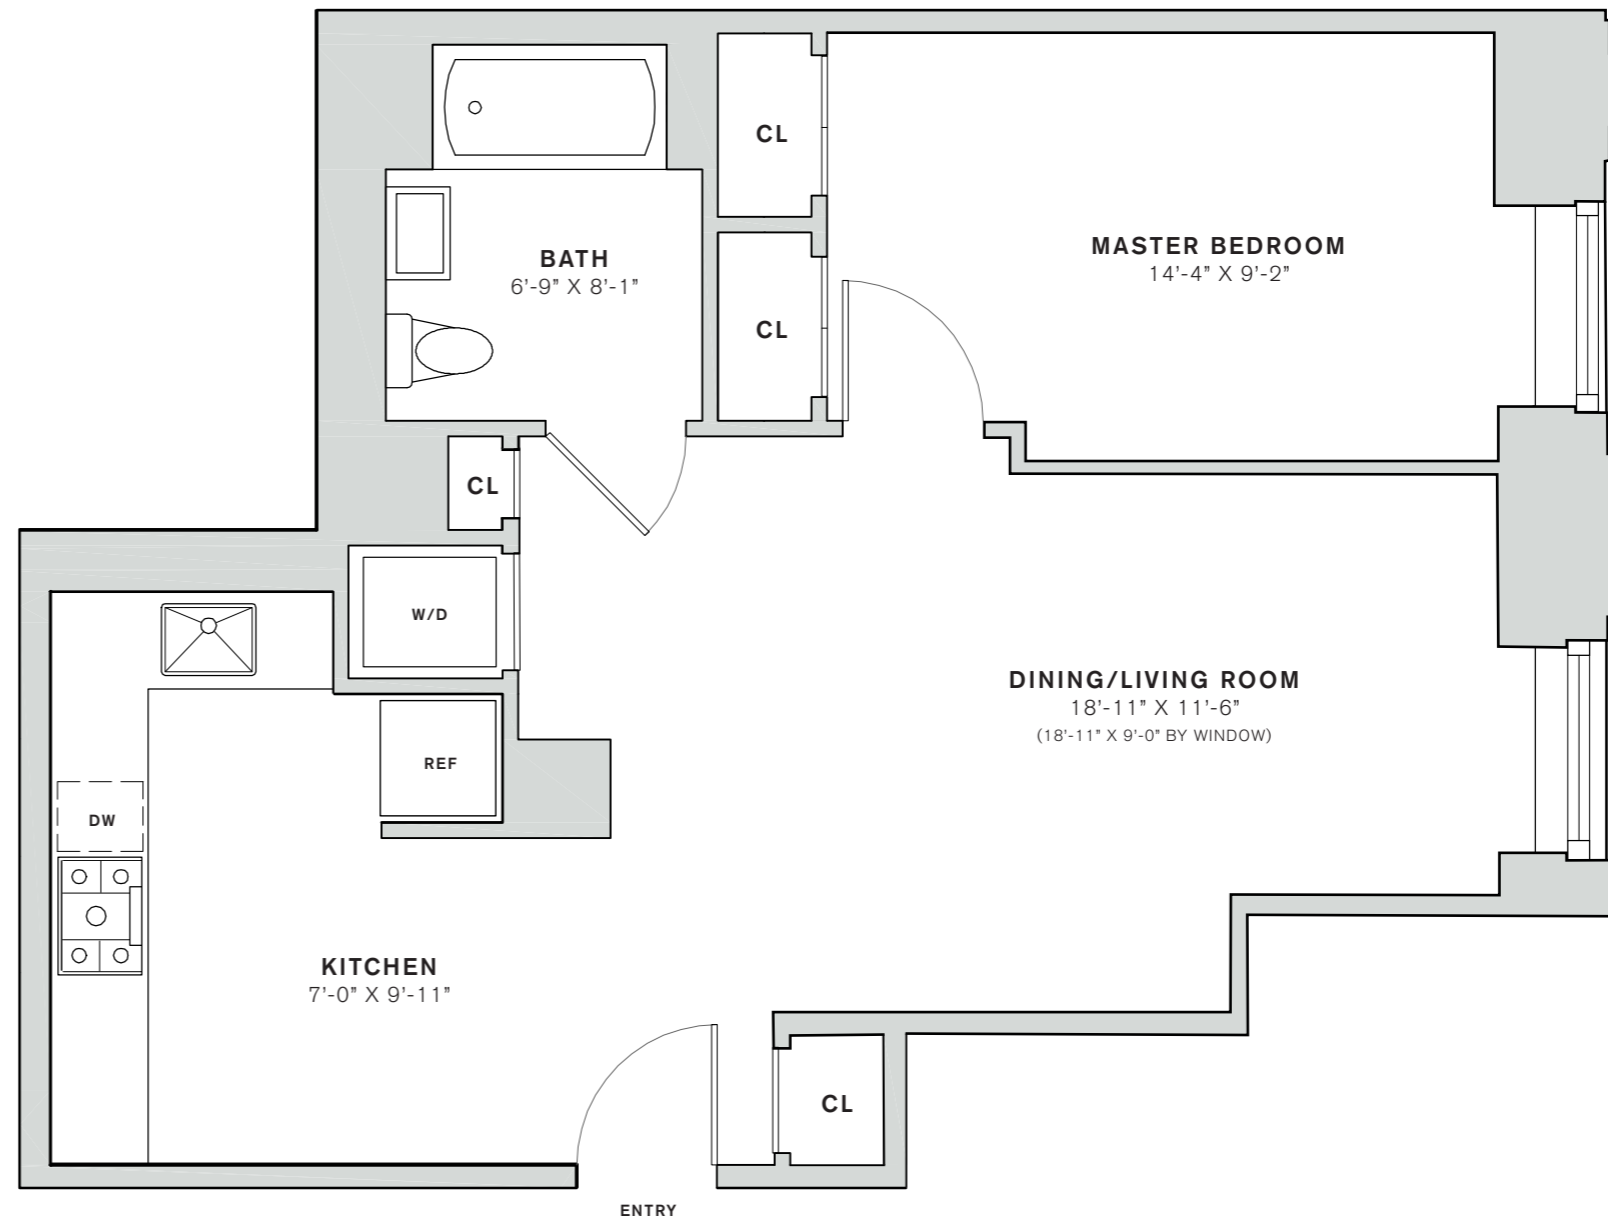 CL
BATH
6'-9" X 8'-1"
MASTER BEDROOM
14'-4" X 9'-2"
CL
CL
W/D
DINING/LIVING ROOM
18'-11" X 11'-6"
(18'-11" X 9'-0" BY WINDOW)
REF
DW
KITCHEN
7'-0" X 9'-11"
CL
ENTRY